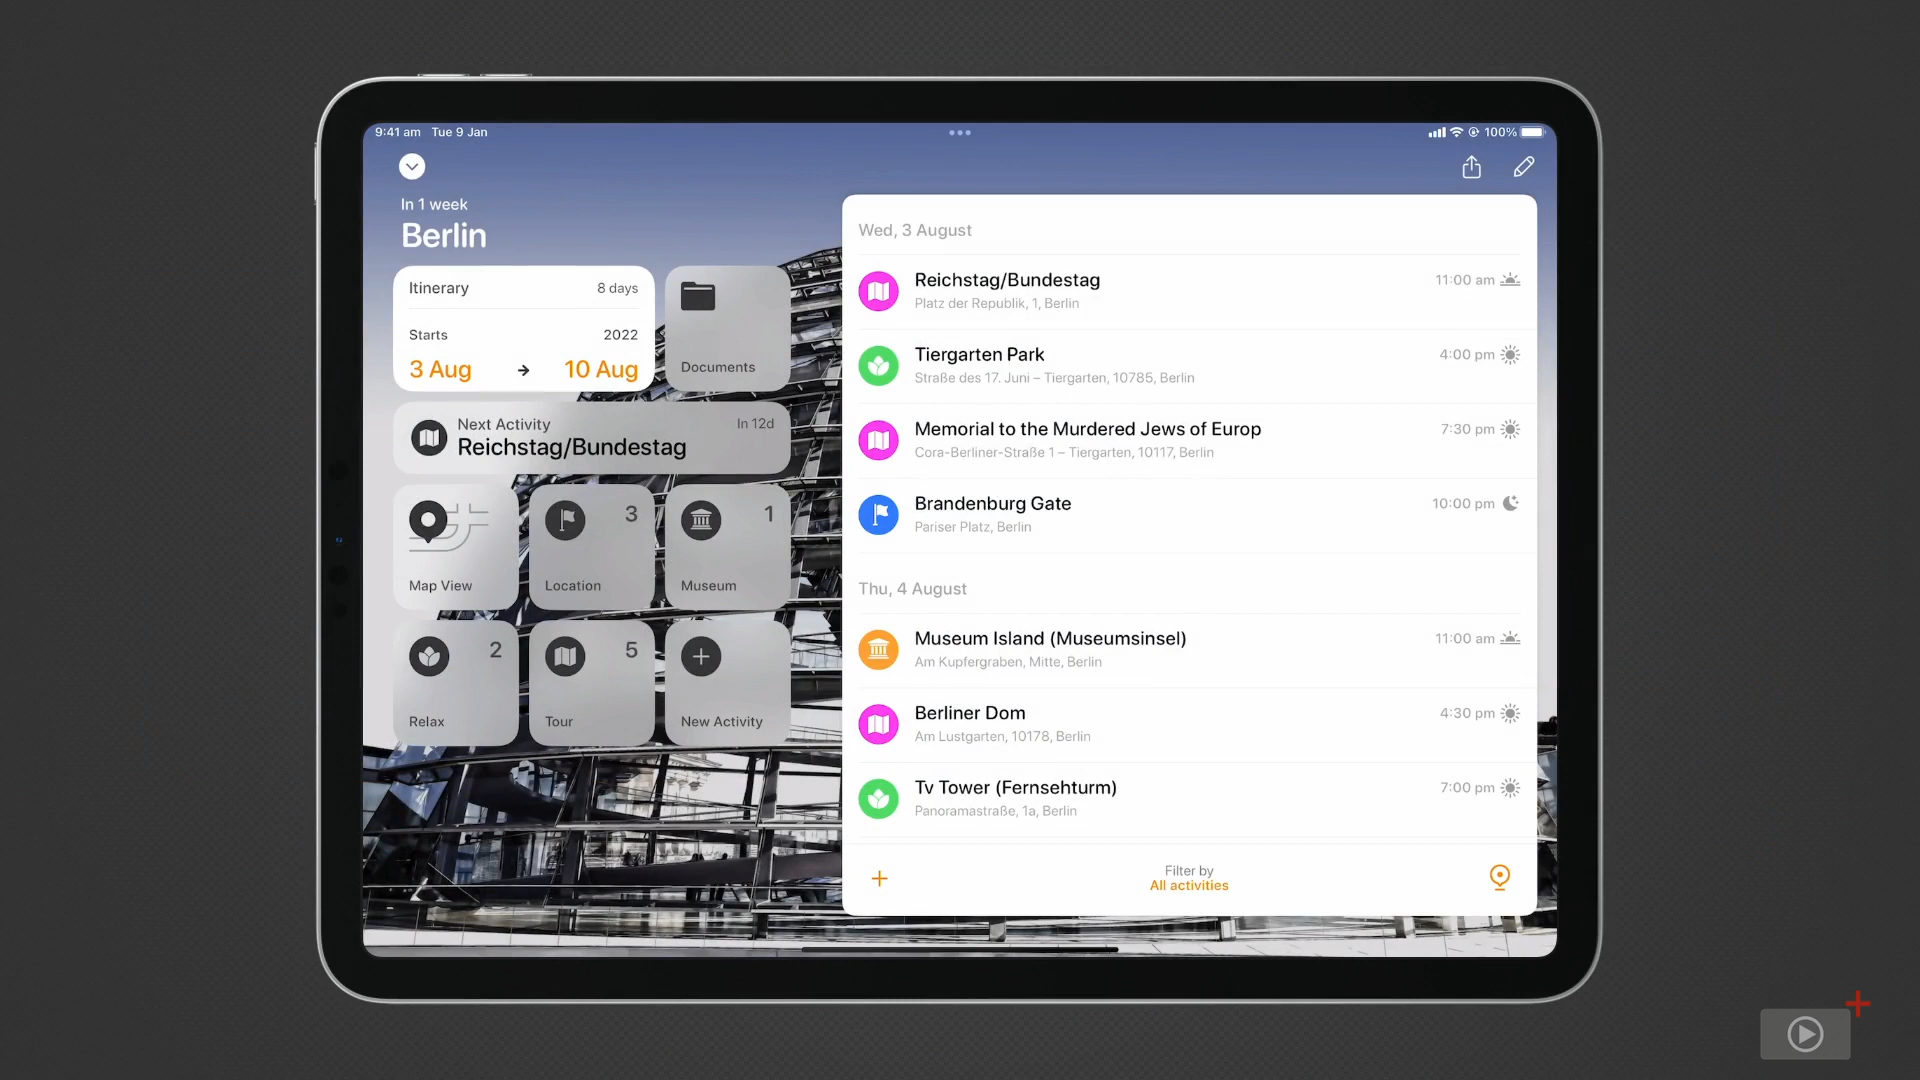 9:41 am Tue 9 Jan
100%
In 1 week
Berlin
Itinerary 8 days
Starts 2022
3 Aug → 10 Aug
Documents
Next Activity In 12d
Reichstag/Bundestag
Map View
3
Location
1
Museum
2
Relax
5
Tour
New Activity
Wed, 3 August
Reichstag/Bundestag 11:00 am
Platz der Republik, 1, Berlin
Tiergarten Park 4:00 pm
Straße des 17. Juni – Tiergarten, 10785, Berlin
Memorial to the Murdered Jews of Europ 7:30 pm
Cora-Berliner-Straße 1 – Tiergarten, 10117, Berlin
Brandenburg Gate 10:00 pm
Pariser Platz, Berlin
Thu, 4 August
Museum Island (Museumsinsel) 11:00 am
Am Kupfergraben, Mitte, Berlin
Berliner Dom 4:30 pm
Am Lustgarten, 10178, Berlin
Tv Tower (Fernsehturm) 7:00 pm
Panoramastraße, 1a, Berlin
Filter by
All activities